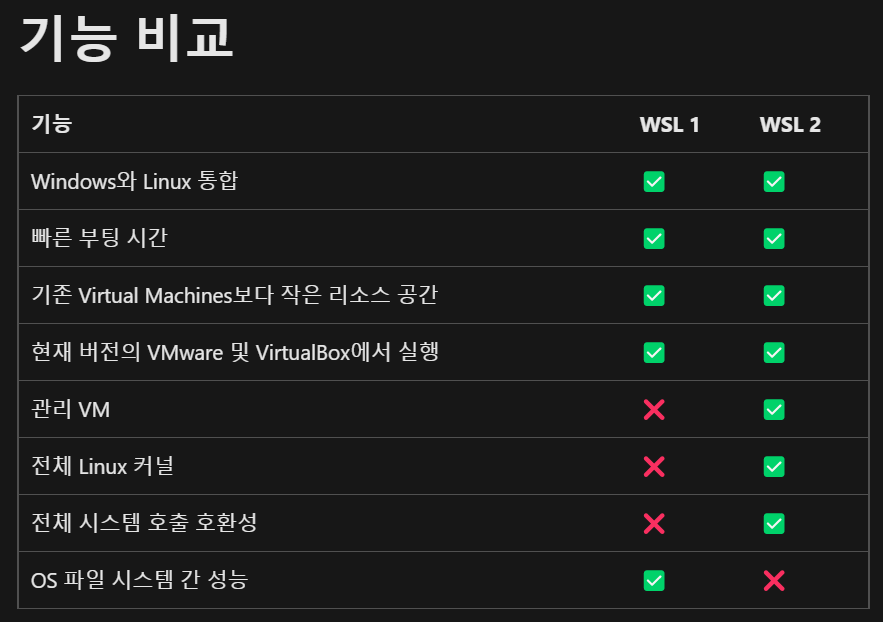 기능 비교
기능 WSL 1 WSL 2
Windows와 Linux 통합 ✅ ✅
빠른 부팅 시간 ✅ ✅
기존 Virtual Machines보다 작은 리소스 공간 ✅ ✅
현재 버전의 VMware 및 VirtualBox에서 실행 ✅ ✅
관리 VM ❌ ✅
전체 Linux 커널 ❌ ✅
전체 시스템 호출 호환성 ❌ ✅
OS 파일 시스템 간 성능 ✅ ❌